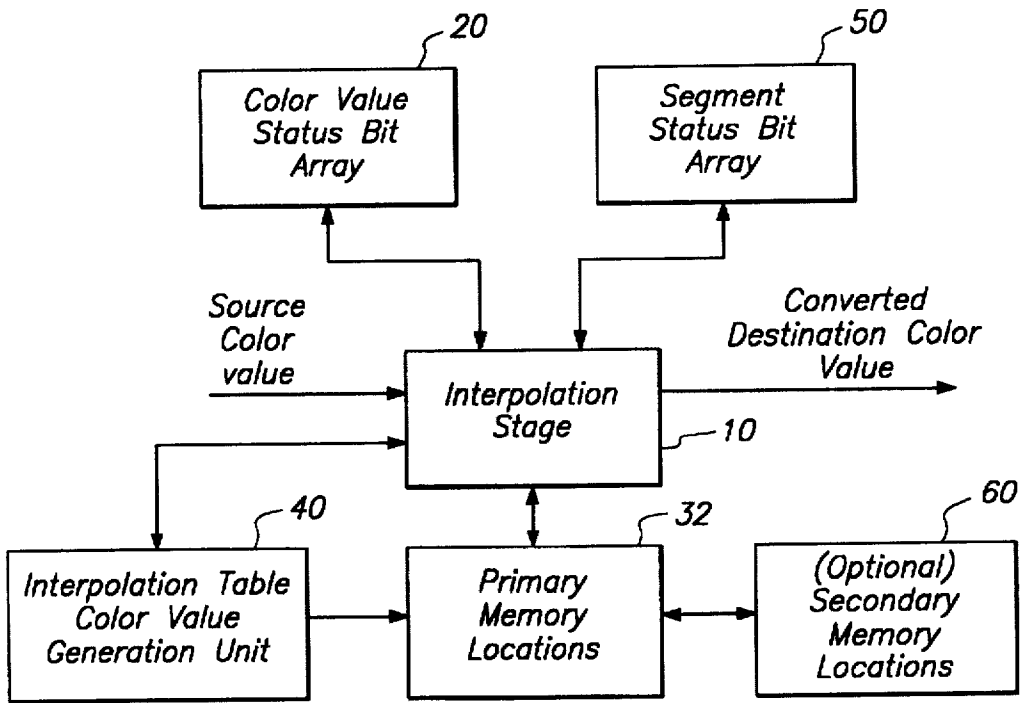 20
Color Value
Status Bit
Array
50
Segment
Status Bit
Array
Source
Color
value
Converted
Destination Color
Value
Interpolation
Stage
10
40
Interpolation Table
Color Value
Generation Unit
32
Primary
Memory
Locations
60
(Optional)
Secondary
Memory
Locations